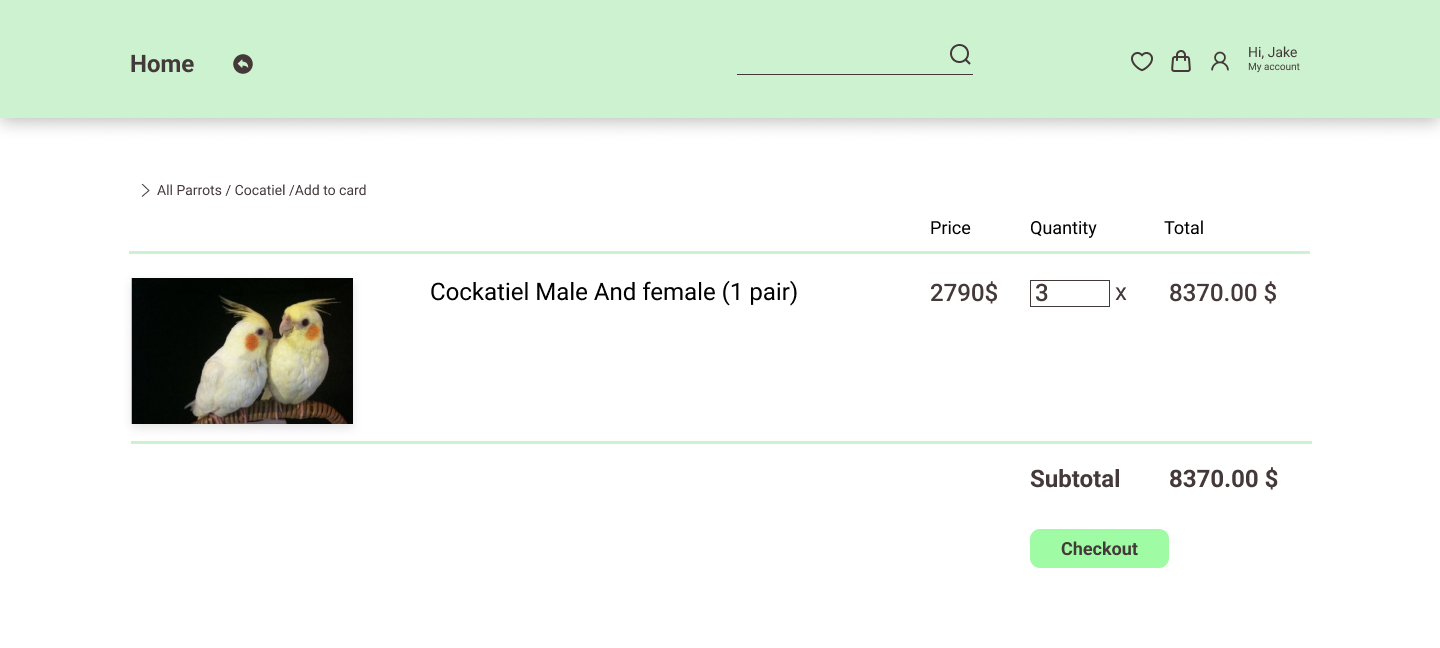 Home
Hi, Jake
My account
All Parrots / Cocatiel /Add to card
Price Quantity Total
Cockatiel Male And female (1 pair) 2790$ 3 x 8370.00 $
Subtotal 8370.00 $
Checkout